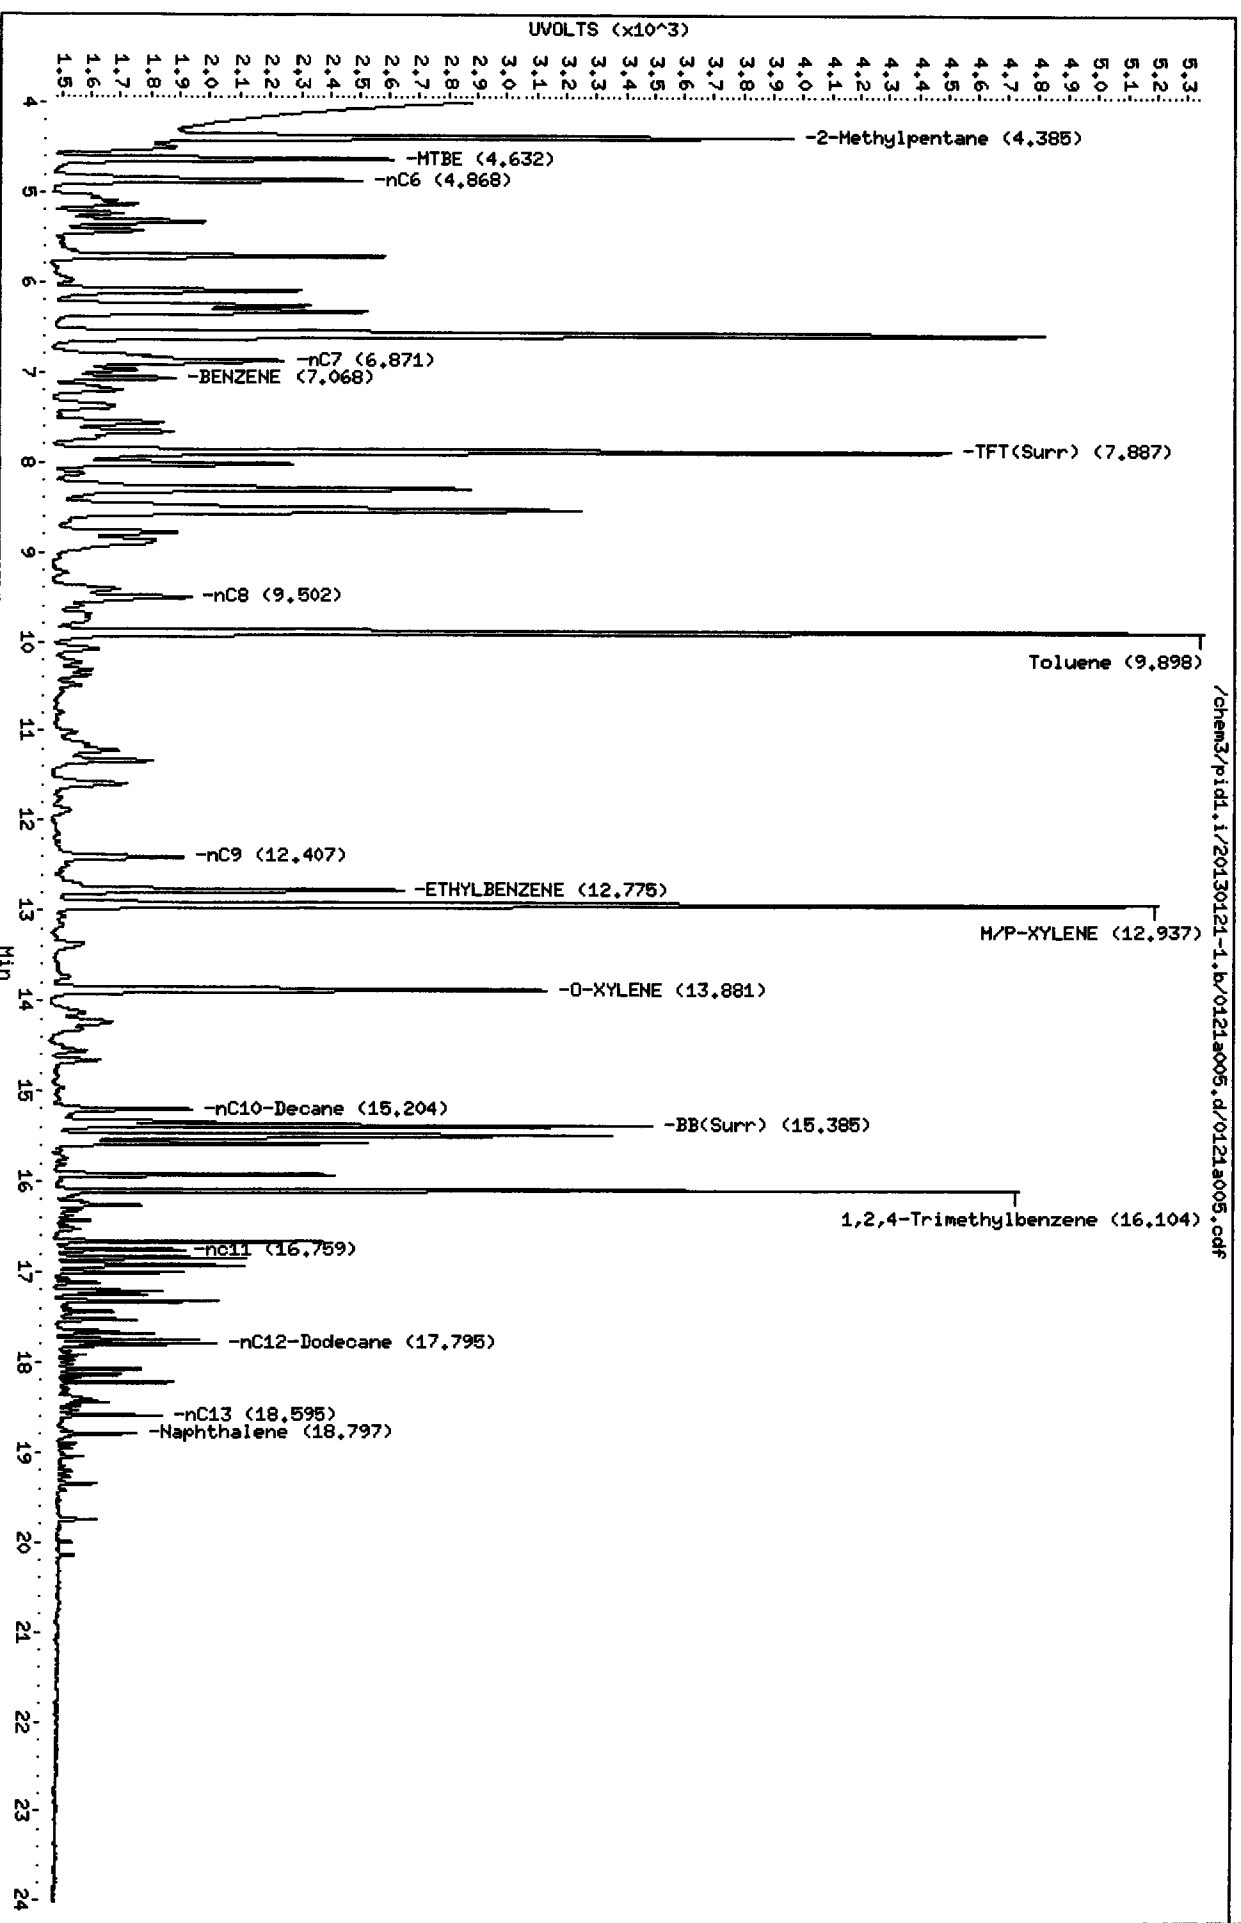 /chem3/pid1.i/20130121-1.b/0121a005.d/0121a005.cdf
UVOLTS (x10^3)
5.3
5.2
5.1
5.0
4.9
4.8
4.7
4.6
4.5
4.4
4.3
4.2
4.1
4.0
3.9
3.8
3.7
3.6
3.5
3.4
3.3
3.2
3.1
3.0
2.9
2.8
2.7
2.6
2.5
2.4
2.3
2.2
2.1
2.0
1.9
1.8
1.7
1.6
1.5
-2-Methylpentane (4.385)
-MTBE (4.632)
-nC6 (4.868)
-nC7 (6.871)
-BENZENE (7.068)
-TFT(Surr) (7.887)
-nC8 (9.502)
Toluene (9.898)
-nC9 (12.407)
-ETHYLBENZENE (12.775)
M/P-XYLENE (12.937)
-O-XYLENE (13.881)
-nC10-Decane (15.204)
-BB(Surr) (15.385)
1,2,4-Trimethylbenzene (16.104)
-nc11 (16.759)
-nC12-Dodecane (17.795)
-nC13 (18.595)
-Naphthalene (18.797)
4 5 6 7 8 9 10 11 12 13 14 15 16 17 18 19 20 21 22 23 24
Min